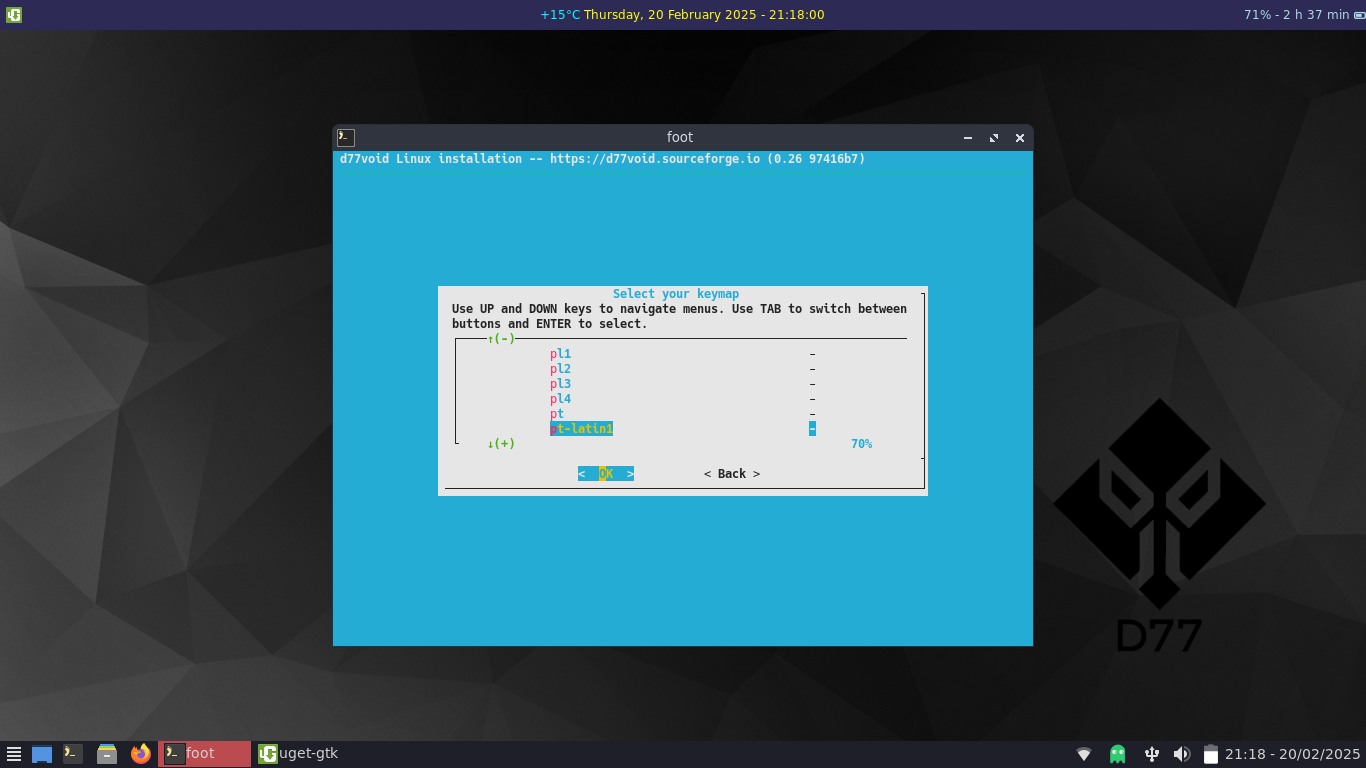 +15°C Thursday, 20 February 2025 - 21:18:00
71% - 2 h 37 min
foot
d77void Linux installation -- https://d77void.sourceforge.io (0.26 97416b7)
Select your keymap
Use UP and DOWN keys to navigate menus. Use TAB to switch between
buttons and ENTER to select.
↑(-)
pl1 -
pl2 -
pl3 -
pl4 -
pt -
pt-latin1 -
↓(+) 70%
< OK > < Back >
D77
foot
uget-gtk
21:18 - 20/02/2025